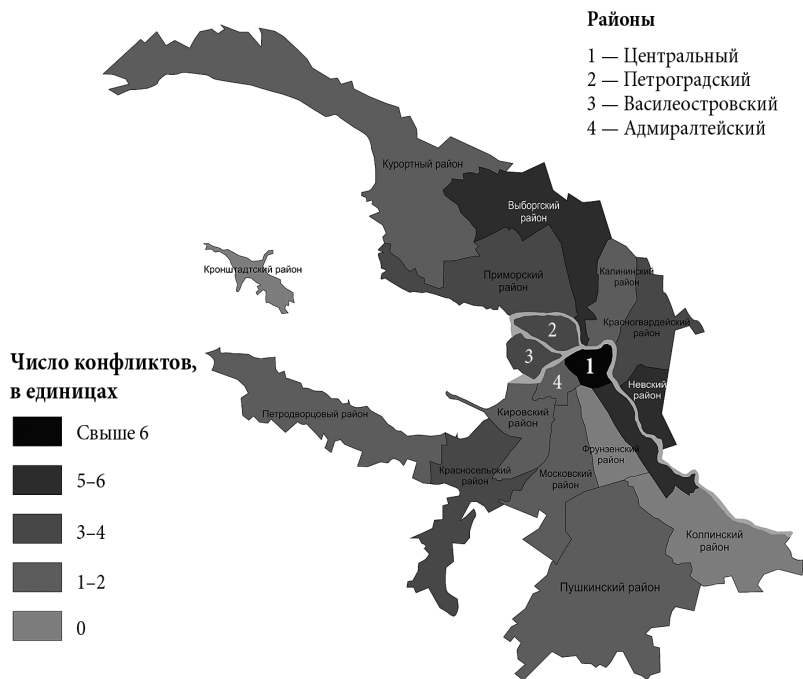 Районы
1 — Центральный
2 — Петроградский
3 — Василеостровский
4 — Адмиралтейский
Курортный район
Выборгский
район
Кронштадтский район
Приморский
район
Калининский
район
Красногвардейский
район
2
3
1
4
Невский
район
Число конфликтов,
в единицах
Свыше 6
5–6
3–4
1–2
0
Петродворцовый район
Кировский
район
Фрунзенский
район
Красносельский
район
Московский
район
Колпинский
район
Пушкинский район